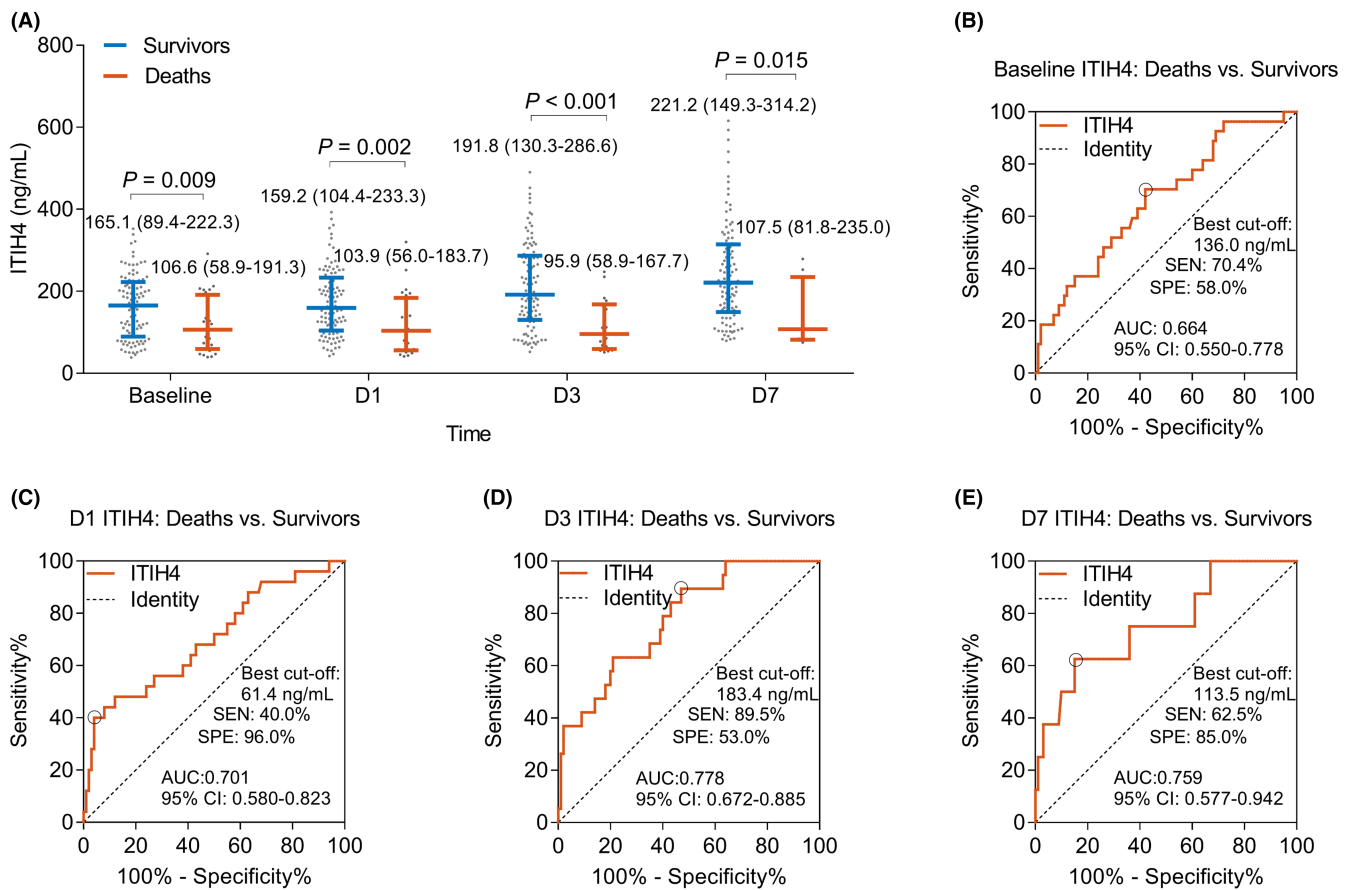 (A)
Survivors
Deaths
ITIH4 (ng/mL)
800
600
400
200
0
P = 0.009
165.1 (89.4-222.3)
106.6 (58.9-191.3)
P = 0.002
159.2 (104.4-233.3)
103.9 (56.0-183.7)
P < 0.001
191.8 (130.3-286.6)
95.9 (58.9-167.7)
P = 0.015
221.2 (149.3-314.2)
107.5 (81.8-235.0)
Baseline D1 D3 D7
Time
(B)
Baseline ITIH4: Deaths vs. Survivors
ITIH4
Identity
Sensitivity%
100
80
60
40
20
0
Best cut-off:
136.0 ng/mL
SEN: 70.4%
SPE: 58.0%
AUC: 0.664
95% CI: 0.550-0.778
0 20 40 60 80 100
100% - Specificity%
(C)
D1 ITIH4: Deaths vs. Survivors
ITIH4
Identity
Sensitivity%
100
80
60
40
20
0
Best cut-off:
61.4 ng/mL
SEN: 40.0%
SPE: 96.0%
AUC:0.701
95% CI: 0.580-0.823
0 20 40 60 80 100
100% - Specificity%
(D)
D3 ITIH4: Deaths vs. Survivors
ITIH4
Identity
Sensitivity%
100
80
60
40
20
0
Best cut-off:
183.4 ng/mL
SEN: 89.5%
SPE: 53.0%
AUC:0.778
95% CI: 0.672-0.885
0 20 40 60 80 100
100% - Specificity%
(E)
D7 ITIH4: Deaths vs. Survivors
ITIH4
Identity
Sensitivity%
100
80
60
40
20
0
Best cut-off:
113.5 ng/mL
SEN: 62.5%
SPE: 85.0%
AUC:0.759
95% CI: 0.577-0.942
0 20 40 60 80 100
100% - Specificity%